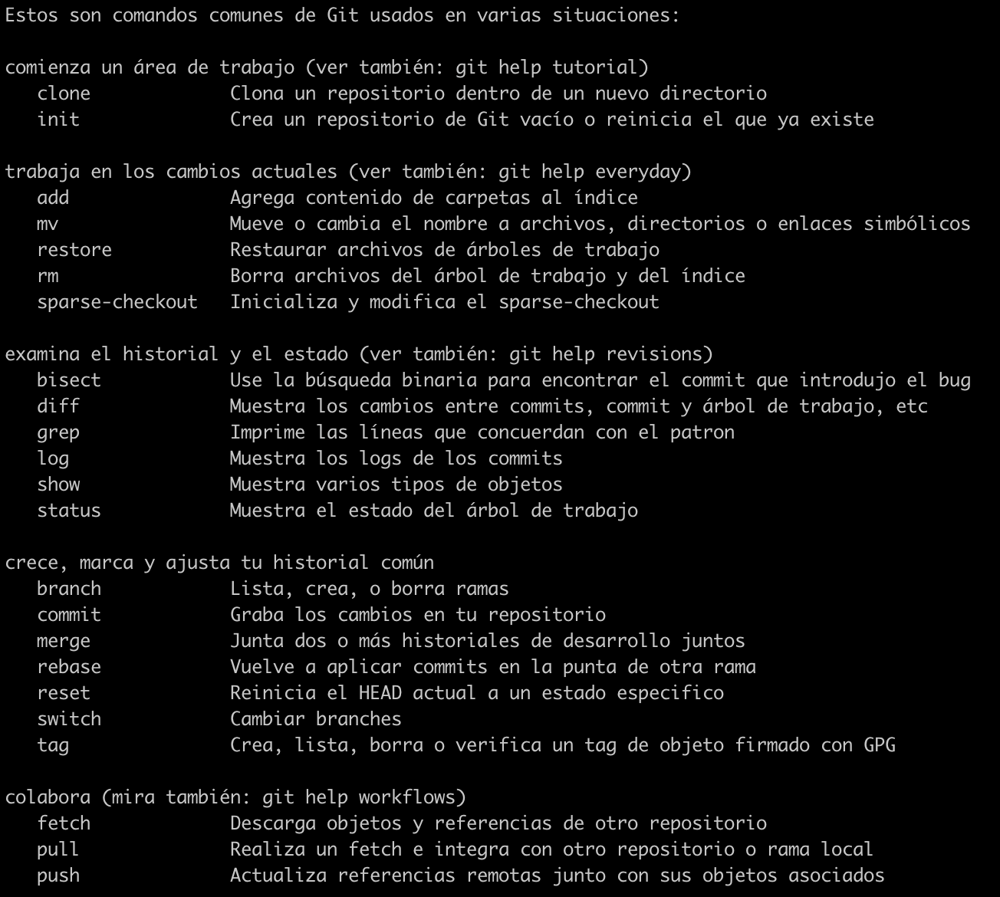 Estos son comandos comunes de Git usados en varias situaciones:

comienza un área de trabajo (ver también: git help tutorial)
   clone             Clona un repositorio dentro de un nuevo directorio
   init              Crea un repositorio de Git vacío o reinicia el que ya existe

trabaja en los cambios actuales (ver también: git help everyday)
   add               Agrega contenido de carpetas al índice
   mv                Mueve o cambia el nombre a archivos, directorios o enlaces simbólicos
   restore           Restaurar archivos de árboles de trabajo
   rm                Borra archivos del árbol de trabajo y del índice
   sparse-checkout   Inicializa y modifica el sparse-checkout

examina el historial y el estado (ver también: git help revisions)
   bisect            Use la búsqueda binaria para encontrar el commit que introdujo el bug
   diff              Muestra los cambios entre commits, commit y árbol de trabajo, etc
   grep              Imprime las líneas que concuerdan con el patron
   log               Muestra los logs de los commits
   show              Muestra varios tipos de objetos
   status            Muestra el estado del árbol de trabajo

crece, marca y ajusta tu historial común
   branch            Lista, crea, o borra ramas
   commit            Graba los cambios en tu repositorio
   merge             Junta dos o más historiales de desarrollo juntos
   rebase            Vuelve a aplicar commits en la punta de otra rama
   reset             Reinicia el HEAD actual a un estado especifico
   switch            Cambiar branches
   tag               Crea, lista, borra o verifica un tag de objeto firmado con GPG

colabora (mira también: git help workflows)
   fetch             Descarga objetos y referencias de otro repositorio
   pull              Realiza un fetch e integra con otro repositorio o rama local
   push              Actualiza referencias remotas junto con sus objetos asociados